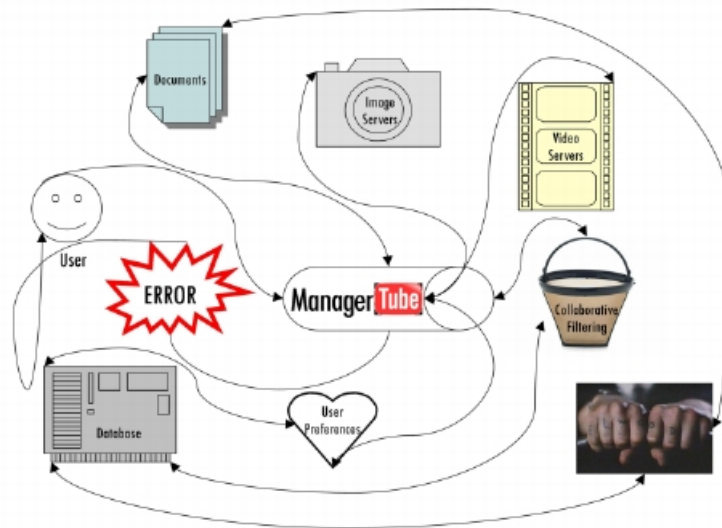 Documents
Image
Servers
Video
Servers
User
ERROR
ManagerTube
Collaborative
Filtering
Database
User
Preferences